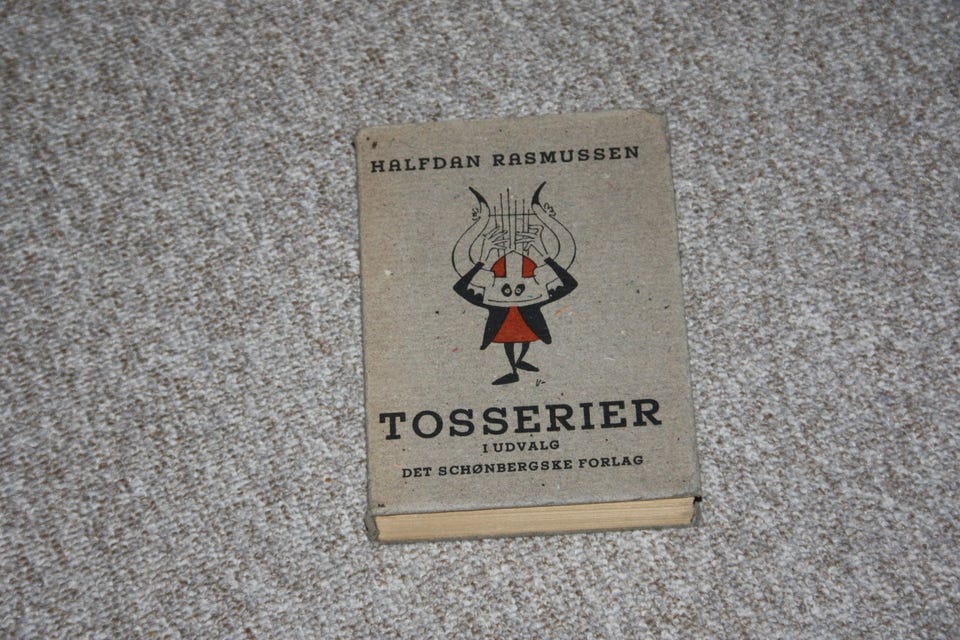 HALFDAN RASMUSSEN
TOSSERIER
I UDVALG
DET SCHØNBERGSKE FORLAG